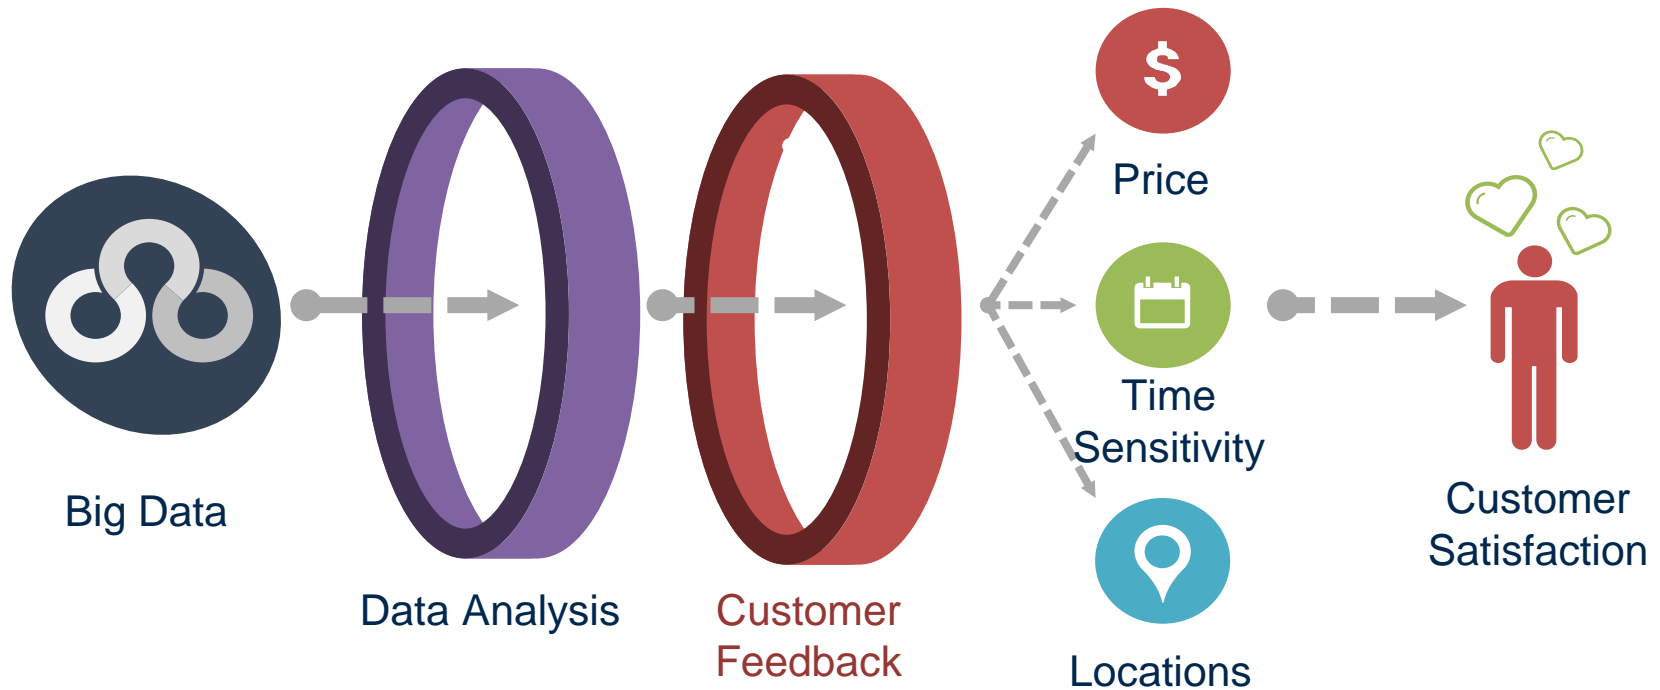 Big Data
Data Analysis
Customer
Feedback
$
Price
Time
Sensitivity
Locations
Customer
Satisfaction